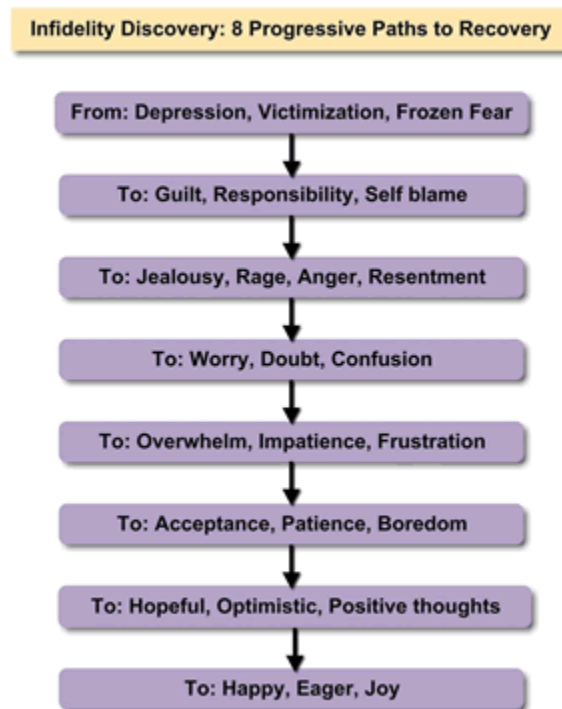 Infidelity Discovery: 8 Progressive Paths to Recovery
From: Depression, Victimization, Frozen Fear
To: Guilt, Responsibility, Self blame
To: Jealousy, Rage, Anger, Resentment
To: Worry, Doubt, Confusion
To: Overwhelm, Impatience, Frustration
To: Acceptance, Patience, Boredom
To: Hopeful, Optimistic, Positive thoughts
To: Happy, Eager, Joy